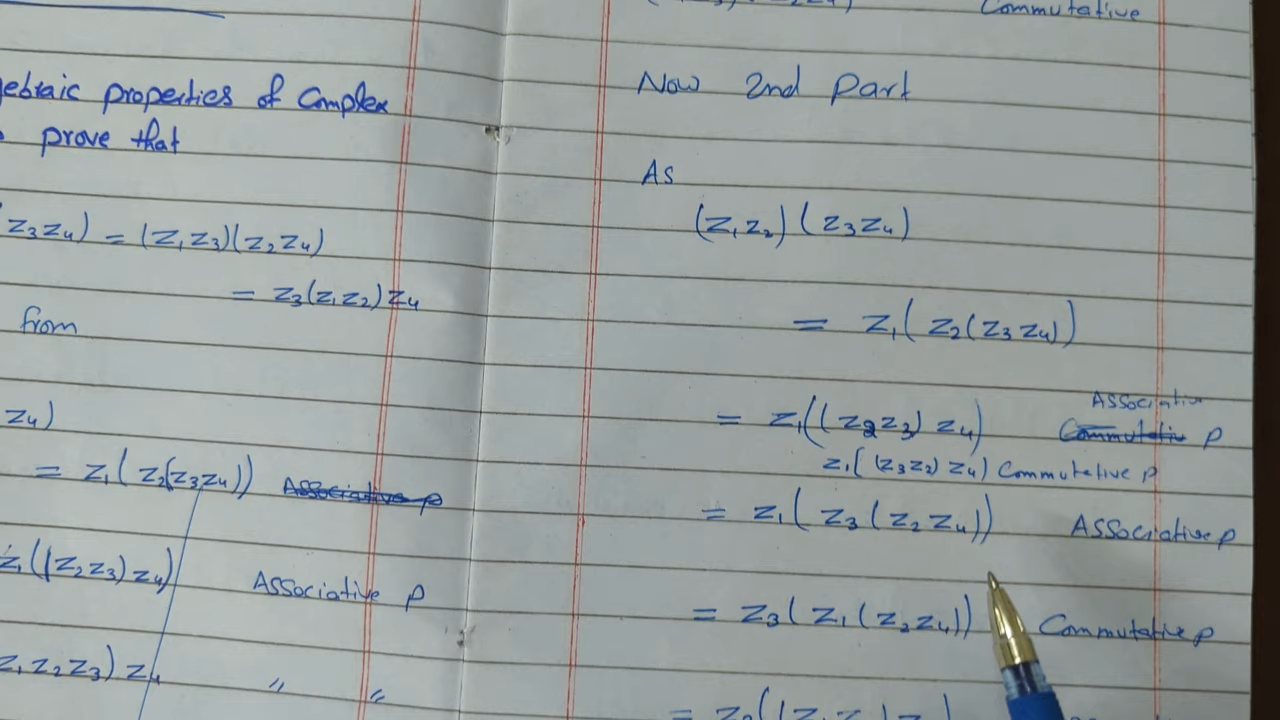 ebraic properties of Complex
prove that
z₃z₄) = (z₁z₃)(z₂z₄)
= z₃(z₁z₂)z₄
from
z₄)
= z₁(z₂(z₃z₄)) Associative p
z₁((z₂z₃)z₄) Associative p
z₁z₂z₃)z₄ " "
Commutative
Now 2nd Part
As
(z₁z₂)(z₃z₄)
= z₁(z₂(z₃z₄))
Associative
= z₁((z₂z₃)z₄) Commutative p
z₁((z₃z₂)z₄) Commutative p
= z₁(z₃(z₂z₄)) Associative p
= z₃(z₁(z₂z₄)) Commutative p